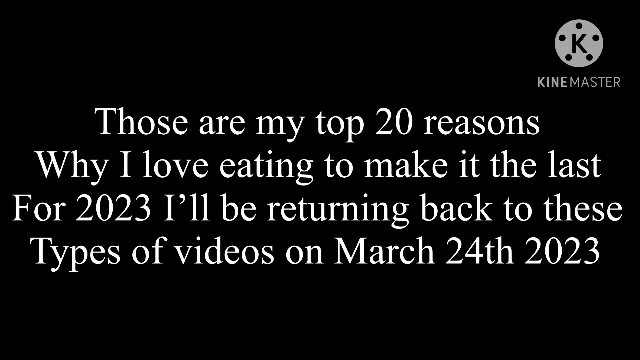 KINEMASTER
Those are my top 20 reasons
Why I love eating to make it the last
For 2023 I'll be returning back to these
Types of videos on March 24th 2023